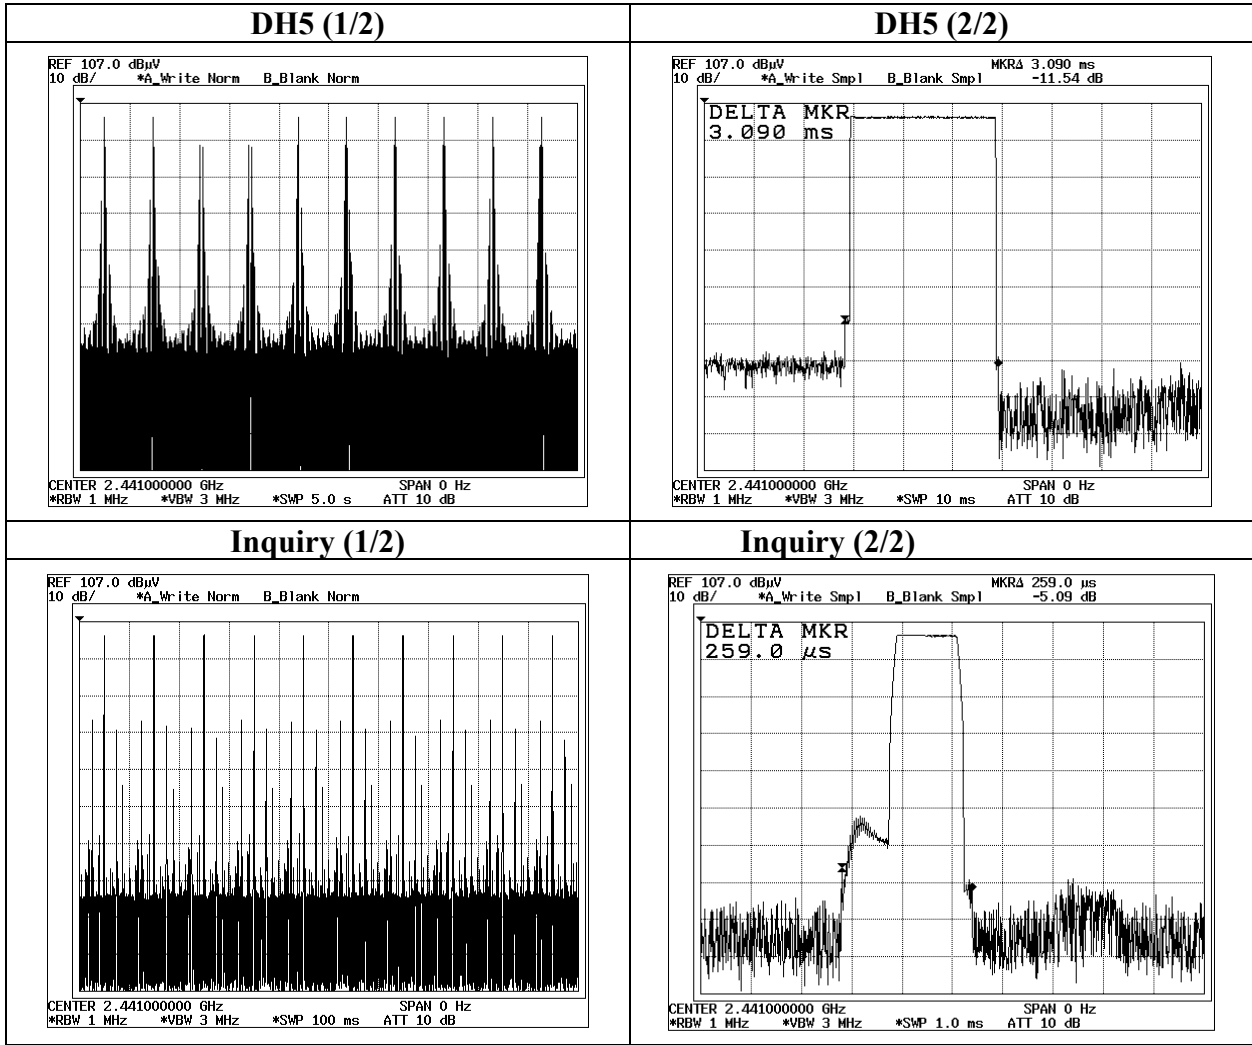 DH5 (1/2)
DH5 (2/2)
REF 107.0 dBµV
10 dB/ *A_Write Norm B_Blank Norm
CENTER 2.441000000 GHz SPAN 0 Hz
*RBW 1 MHz *VBW 3 MHz *SWP 5.0 s ATT 10 dB
REF 107.0 dBµV MKRΔ 3.090 ms
10 dB/ *A_Write Smpl B_Blank Smpl -11.54 dB
DELTA MKR
3.090 ms
CENTER 2.441000000 GHz SPAN 0 Hz
*RBW 1 MHz *VBW 3 MHz *SWP 10 ms ATT 10 dB
Inquiry (1/2)
Inquiry (2/2)
REF 107.0 dBµV
10 dB/ *A_Write Norm B_Blank Norm
CENTER 2.441000000 GHz SPAN 0 Hz
*RBW 1 MHz *VBW 3 MHz *SWP 100 ms ATT 10 dB
REF 107.0 dBµV MKRΔ 259.0 µs
10 dB/ *A_Write Smpl B_Blank Smpl -5.09 dB
DELTA MKR
259.0 µs
CENTER 2.441000000 GHz SPAN 0 Hz
*RBW 1 MHz *VBW 3 MHz *SWP 1.0 ms ATT 10 dB